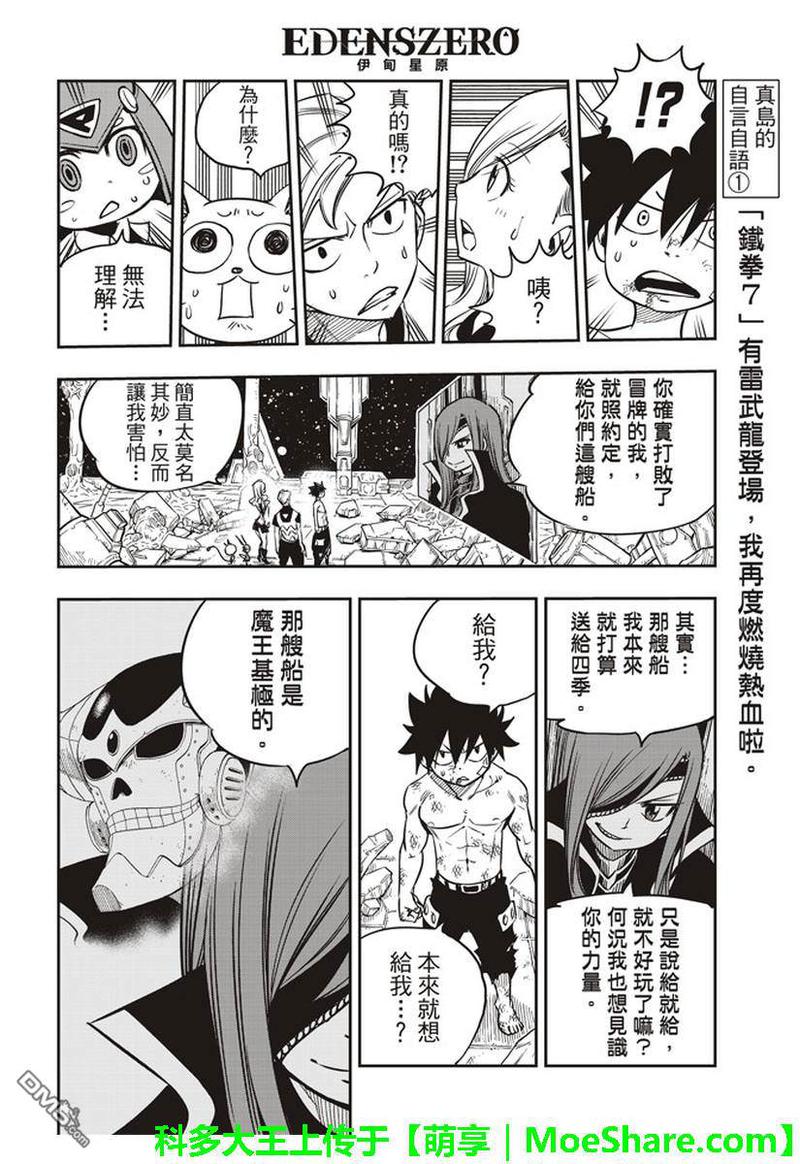 EDENSZERO
伊甸星原
真島的
自言自語①
「鐵拳7」有雷武龍登場，我再度燃燒熱血啦。
!?
咦?
真的嗎!?
為什麼?
無法
理解…
你確實打敗了
冒牌的我，
就照約定，
給你們這艘船。
簡直太莫名
其妙，反而
讓我害怕…
其實…
那艘船
我本來
就打算
送給四季。
只是說給就給，
就不好玩了嘛?
何況我也想見識
你的力量。
給我?
本來就想
給我…?
那艘船是
魔王基極的。
DM5.com
科多大王上传于【萌享｜MoeShare.com】